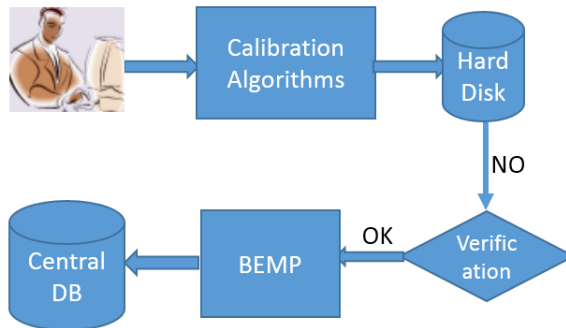 Calibration
Algorithms
Hard
Disk
NO
Verific
ation
OK
BEMP
Central
DB